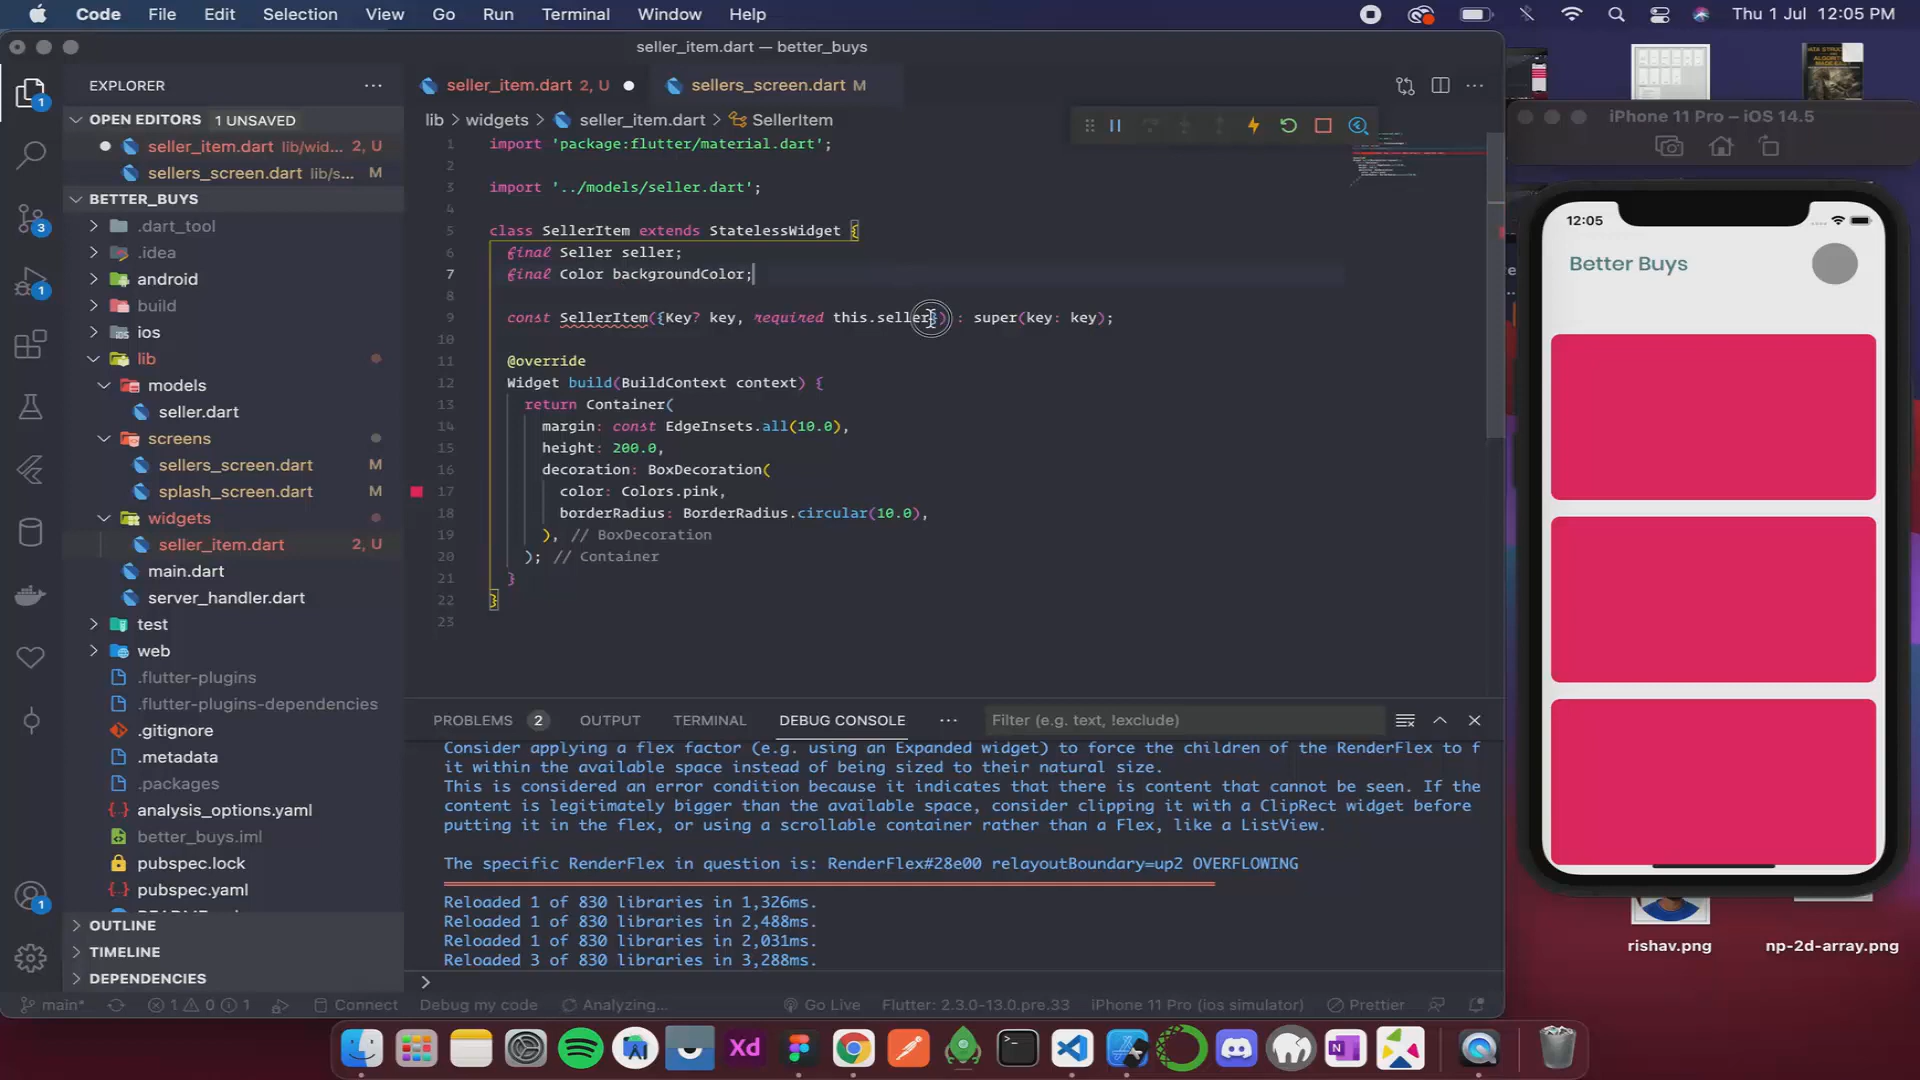 Code File Edit Selection View Go Run Terminal Window Help Thu 1 Jul 12:05 PM
seller_item.dart — better_buys
EXPLORER
seller_item.dart 2, U
sellers_screen.dart M
OPEN EDITORS 1 UNSAVED
seller_item.dart lib/wid... 2, U
sellers_screen.dart lib/s... M
BETTER_BUYS
.dart_tool
.idea
android
build
ios
lib
models
seller.dart
screens
sellers_screen.dart M
splash_screen.dart M
widgets
seller_item.dart 2, U
main.dart
server_handler.dart
test
web
.flutter-plugins
.flutter-plugins-dependencies
.gitignore
.metadata
.packages
analysis_options.yaml
better_buys.iml
pubspec.lock
pubspec.yaml
OUTLINE
TIMELINE
DEPENDENCIES
lib > widgets > seller_item.dart > SellerItem
1 import 'package:flutter/material.dart';
2
3 import '../models/seller.dart';
4
5 class SellerItem extends StatelessWidget {
6 final Seller seller;
7 final Color backgroundColor;
8
9 const SellerItem({Key? key, required this.seller}) : super(key: key);
10
11 @override
12 Widget build(BuildContext context) {
13 return Container(
14 margin: const EdgeInsets.all(10.0),
15 height: 200.0,
16 decoration: BoxDecoration(
17 color: Colors.pink,
18 borderRadius: BorderRadius.circular(10.0),
19 ), // BoxDecoration
20 ); // Container
21 }
22 }
23
PROBLEMS 2 OUTPUT TERMINAL DEBUG CONSOLE Filter (e.g. text, !exclude)
Consider applying a flex factor (e.g. using an Expanded widget) to force the children of the RenderFlex to f
it within the available space instead of being sized to their natural size.
This is considered an error condition because it indicates that there is content that cannot be seen. If the
content is legitimately bigger than the available space, consider clipping it with a ClipRect widget before
putting it in the flex, or using a scrollable container rather than a Flex, like a ListView.
The specific RenderFlex in question is: RenderFlex#28e00 relayoutBoundary=up2 OVERFLOWING
Reloaded 1 of 830 libraries in 1,326ms.
Reloaded 1 of 830 libraries in 2,488ms.
Reloaded 1 of 830 libraries in 2,031ms.
Reloaded 3 of 830 libraries in 3,288ms.
>
main* 1 0 1 Connect Debug my code Analyzing... Go Live Flutter: 2.3.0-13.0.pre.33 iPhone 11 Pro (ios simulator) Prettier
iPhone 11 Pro – iOS 14.5
12:05
Better Buys
rishav.png
np-2d-array.png
Xd